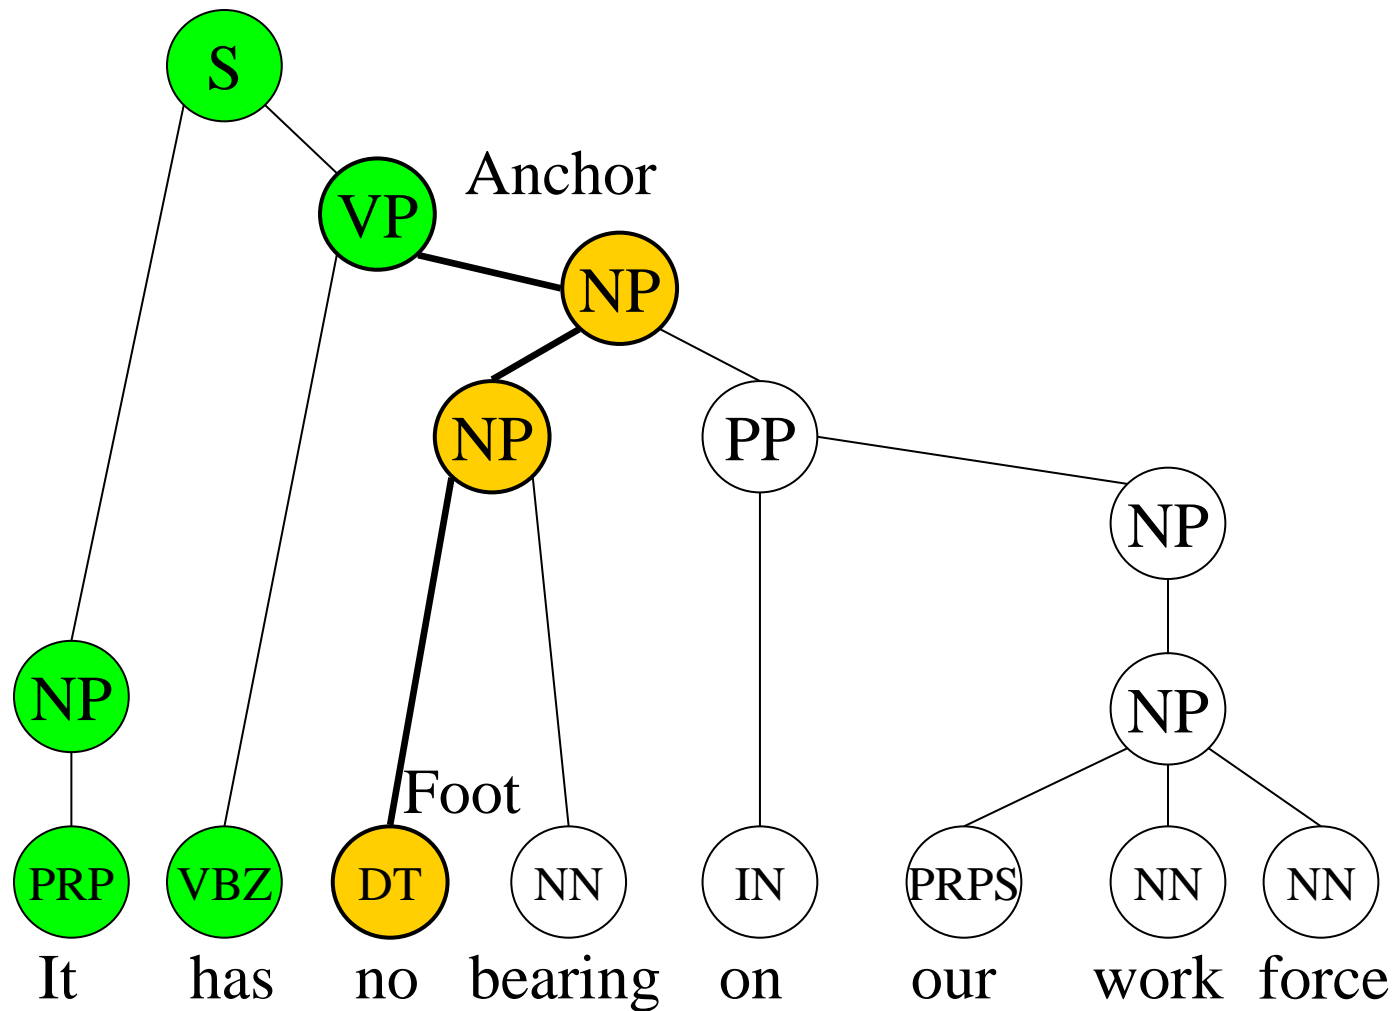 S
VP Anchor
NP
NP PP
NP
NP NP
Foot
PRP VBZ DT NN IN PRPS NN NN
It has no bearing on our work force